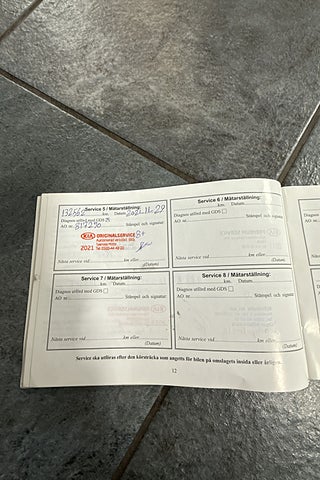 Service 5 / Mätarställning:
km. Datum
Diagnos utförd med GDS
AO nr. 817256
KIA ORIGINALSERVICE
2021
Nästa service vid km eller
(Datum)
Service 6 / Mätarställning:
km. Datum
Diagnos utförd med GDS
AO nr. Stämpel och signatur
Nästa service vid km eller
(Datum)
Service 7 / Mätarställning:
km. Datum
Diagnos utförd med GDS
AO nr. Stämpel och signatur
Nästa service vid km eller
(Datum)
Service 8 / Mätarställning:
km. Datum
Diagnos utförd med GDS
AO nr. Stämpel och signatur
Nästa service vid km eller
(Datum)
Service ska utföras efter den körsträcka som angetts för bilen på omslagets insida eller årligen.
12